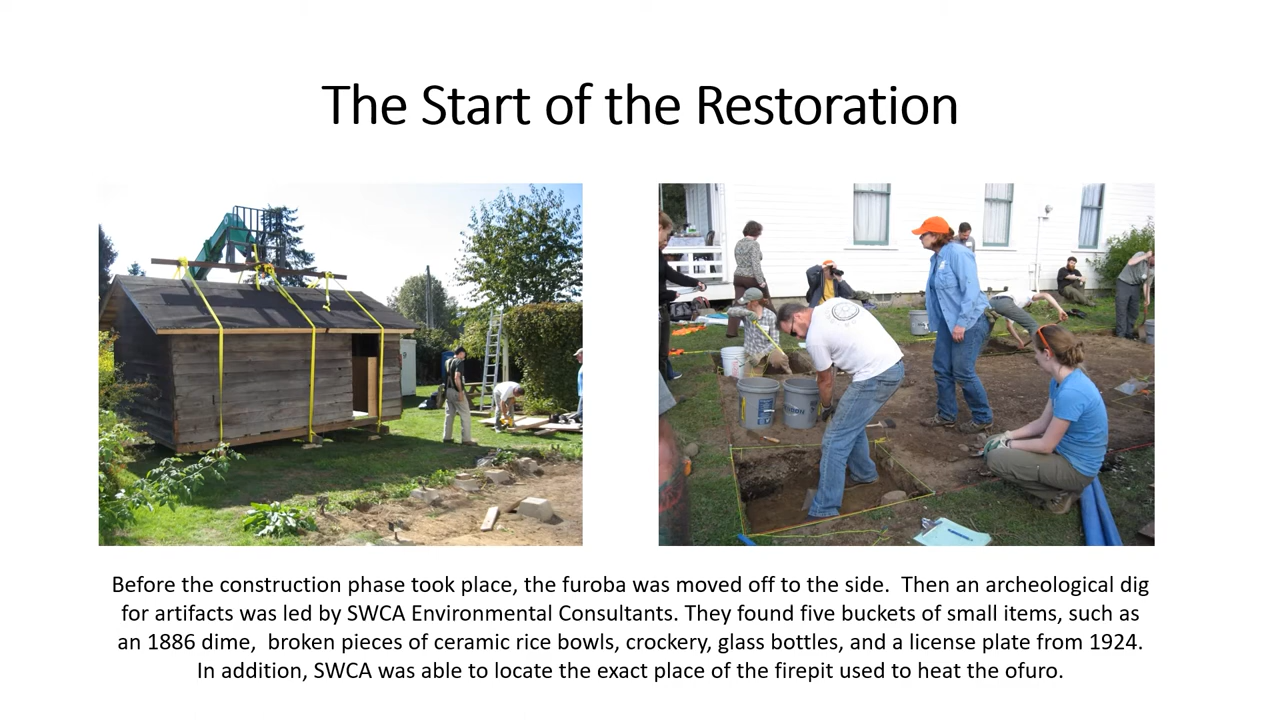 The Start of the Restoration
Before the construction phase took place, the furoba was moved off to the side.  Then an archeological dig
for artifacts was led by SWCA Environmental Consultants. They found five buckets of small items, such as
an 1886 dime,  broken pieces of ceramic rice bowls, crockery, glass bottles, and a license plate from 1924.
In addition, SWCA was able to locate the exact place of the firepit used to heat the ofuro.